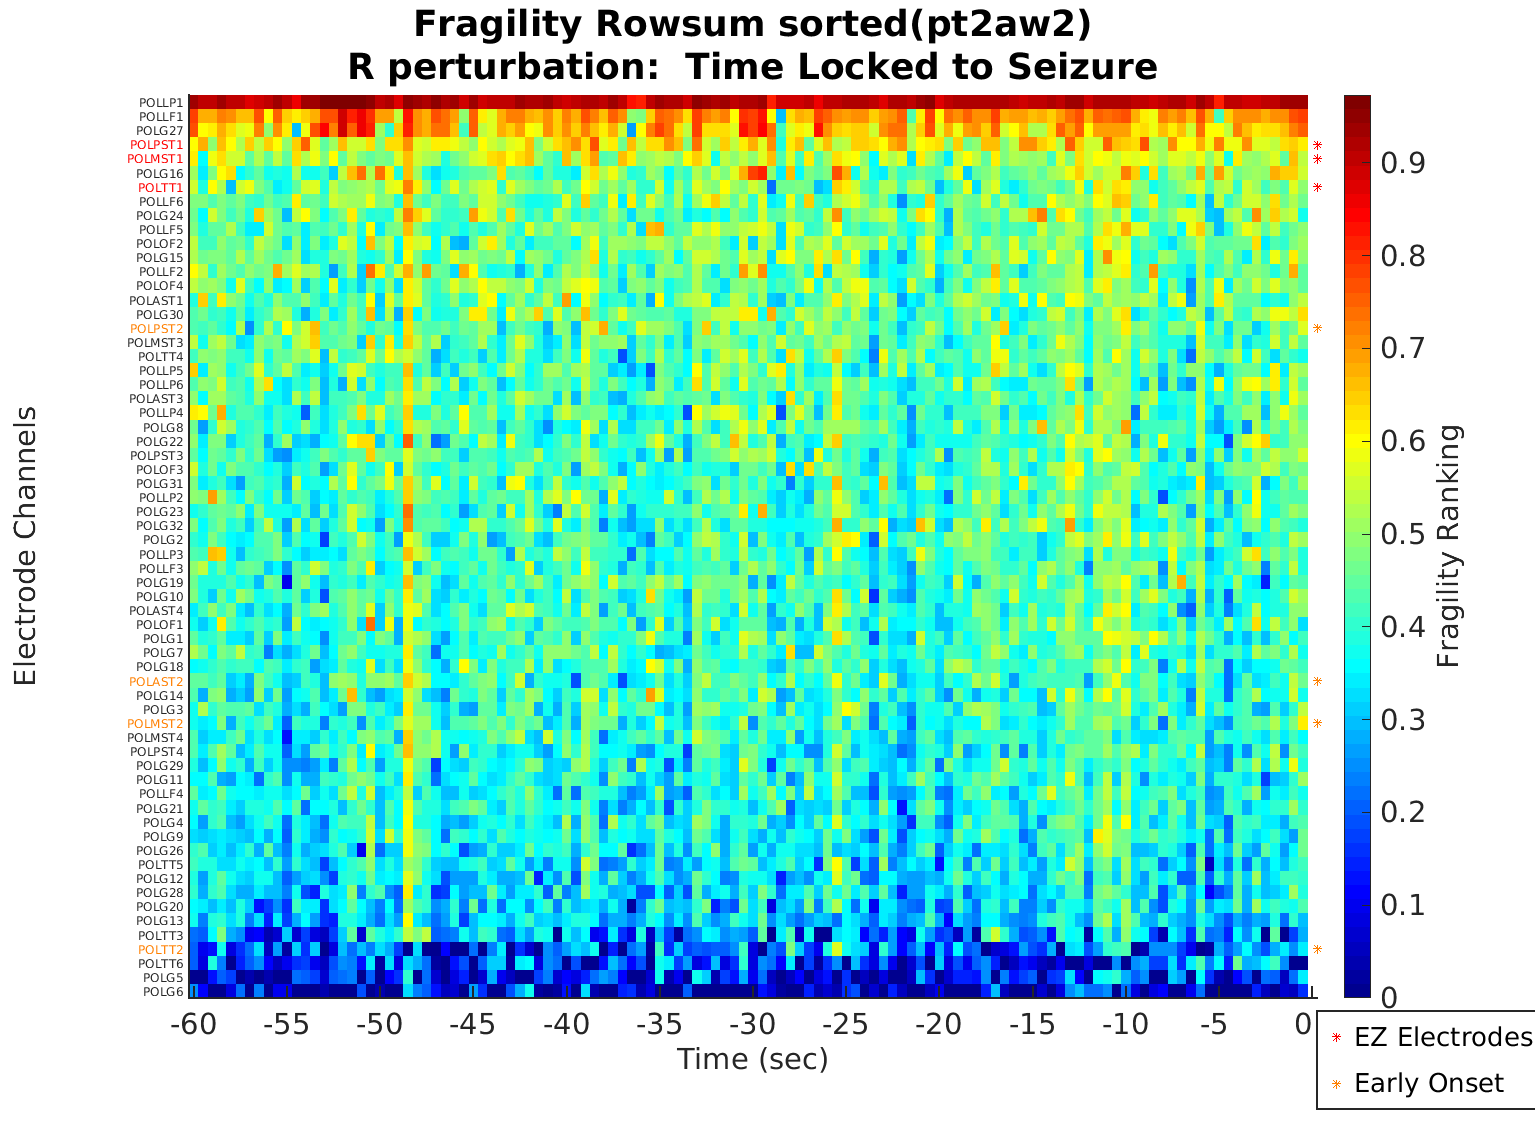 Fragility Rowsum sorted(pt2aw2)
R perturbation:  Time Locked to Seizure
Electrode Channels
POLLP1
POLLF1
POLG27
POLPST1
POLMST1
POLG16
POLTT1
POLLF6
POLG24
POLLF5
POLOF2
POLG15
POLLF2
POLOF4
POLAST1
POLG30
POLPST2
POLMST3
POLTT4
POLLP5
POLLP6
POLAST3
POLLP4
POLG8
POLG22
POLPST3
POLOF3
POLG31
POLLP2
POLG23
POLG32
POLG2
POLLP3
POLLF3
POLG19
POLG10
POLAST4
POLOF1
POLG1
POLG7
POLG18
POLAST2
POLG14
POLG3
POLMST2
POLMST4
POLPST4
POLG29
POLG11
POLLF4
POLG21
POLG4
POLG9
POLG26
POLTT5
POLG12
POLG28
POLG20
POLG13
POLTT3
POLTT2
POLTT6
POLG5
POLG6
-60 -55 -50 -45 -40 -35 -30 -25 -20 -15 -10 -5 0
Time (sec)
0.9
0.8
0.7
0.6
0.5
0.4
0.3
0.2
0.1
0
Fragility Ranking
EZ Electrodes
Early Onset